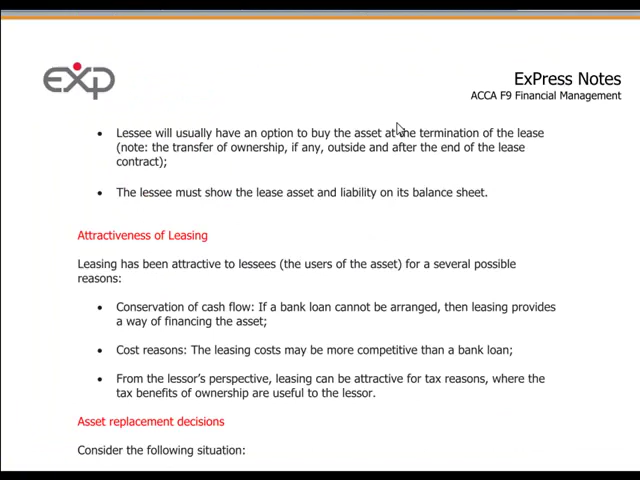 exp
ExPress Notes
ACCA F9 Financial Management
• Lessee will usually have an option to buy the asset at the termination of the lease
(note: the transfer of ownership, if any, outside and after the end of the lease
contract);
• The lessee must show the lease asset and liability on its balance sheet.
Attractiveness of Leasing
Leasing has been attractive to lessees (the users of the asset) for a several possible
reasons:
• Conservation of cash flow: If a bank loan cannot be arranged, then leasing provides
a way of financing the asset;
• Cost reasons: The leasing costs may be more competitive than a bank loan;
• From the lessor's perspective, leasing can be attractive for tax reasons, where the
tax benefits of ownership are useful to the lessor.
Asset replacement decisions
Consider the following situation: